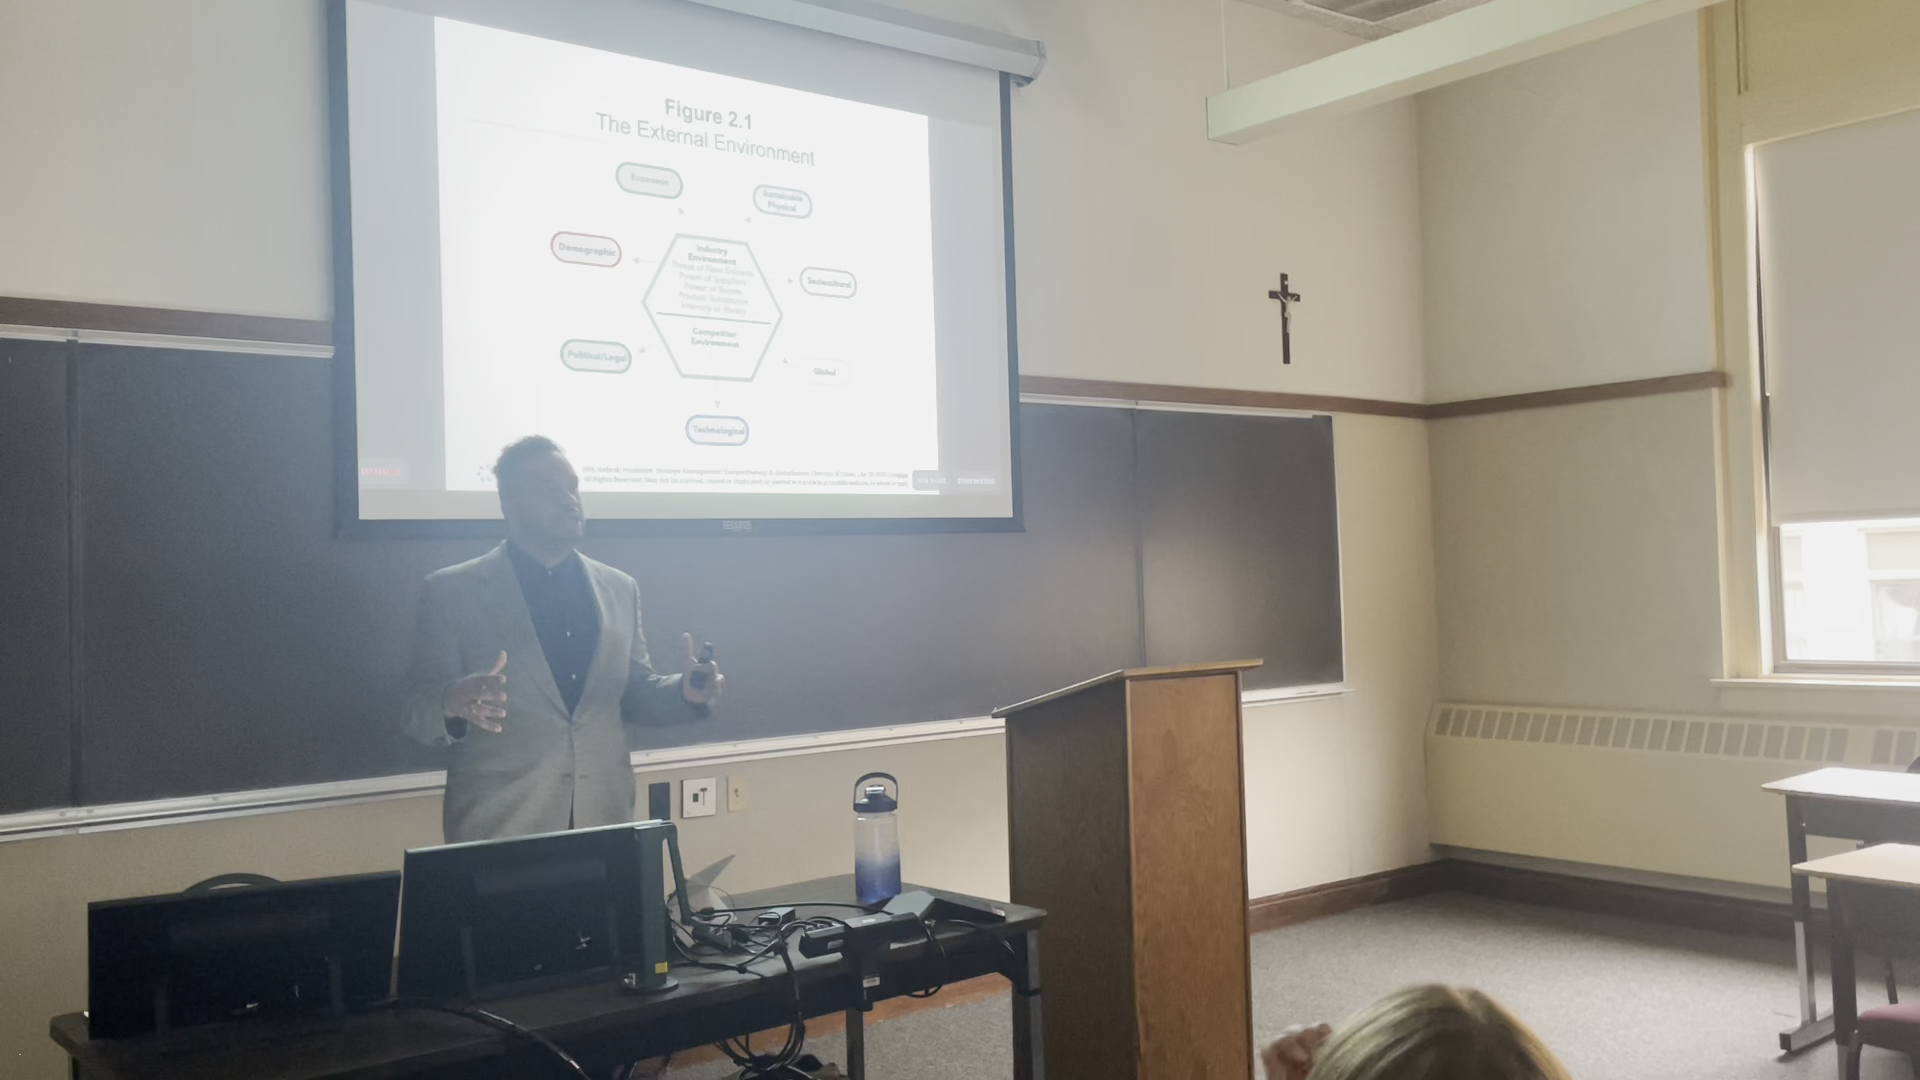 Figure 2.1
The External Environment
Economic
Sustainable
Physical
Demographic
Industry
Environment
Threat of New Entrants
Power of Suppliers
Power of Buyers
Product Substitutes
Intensity of Rivalry
Sociocultural
Competitor
Environment
Political/Legal
Global
Technological